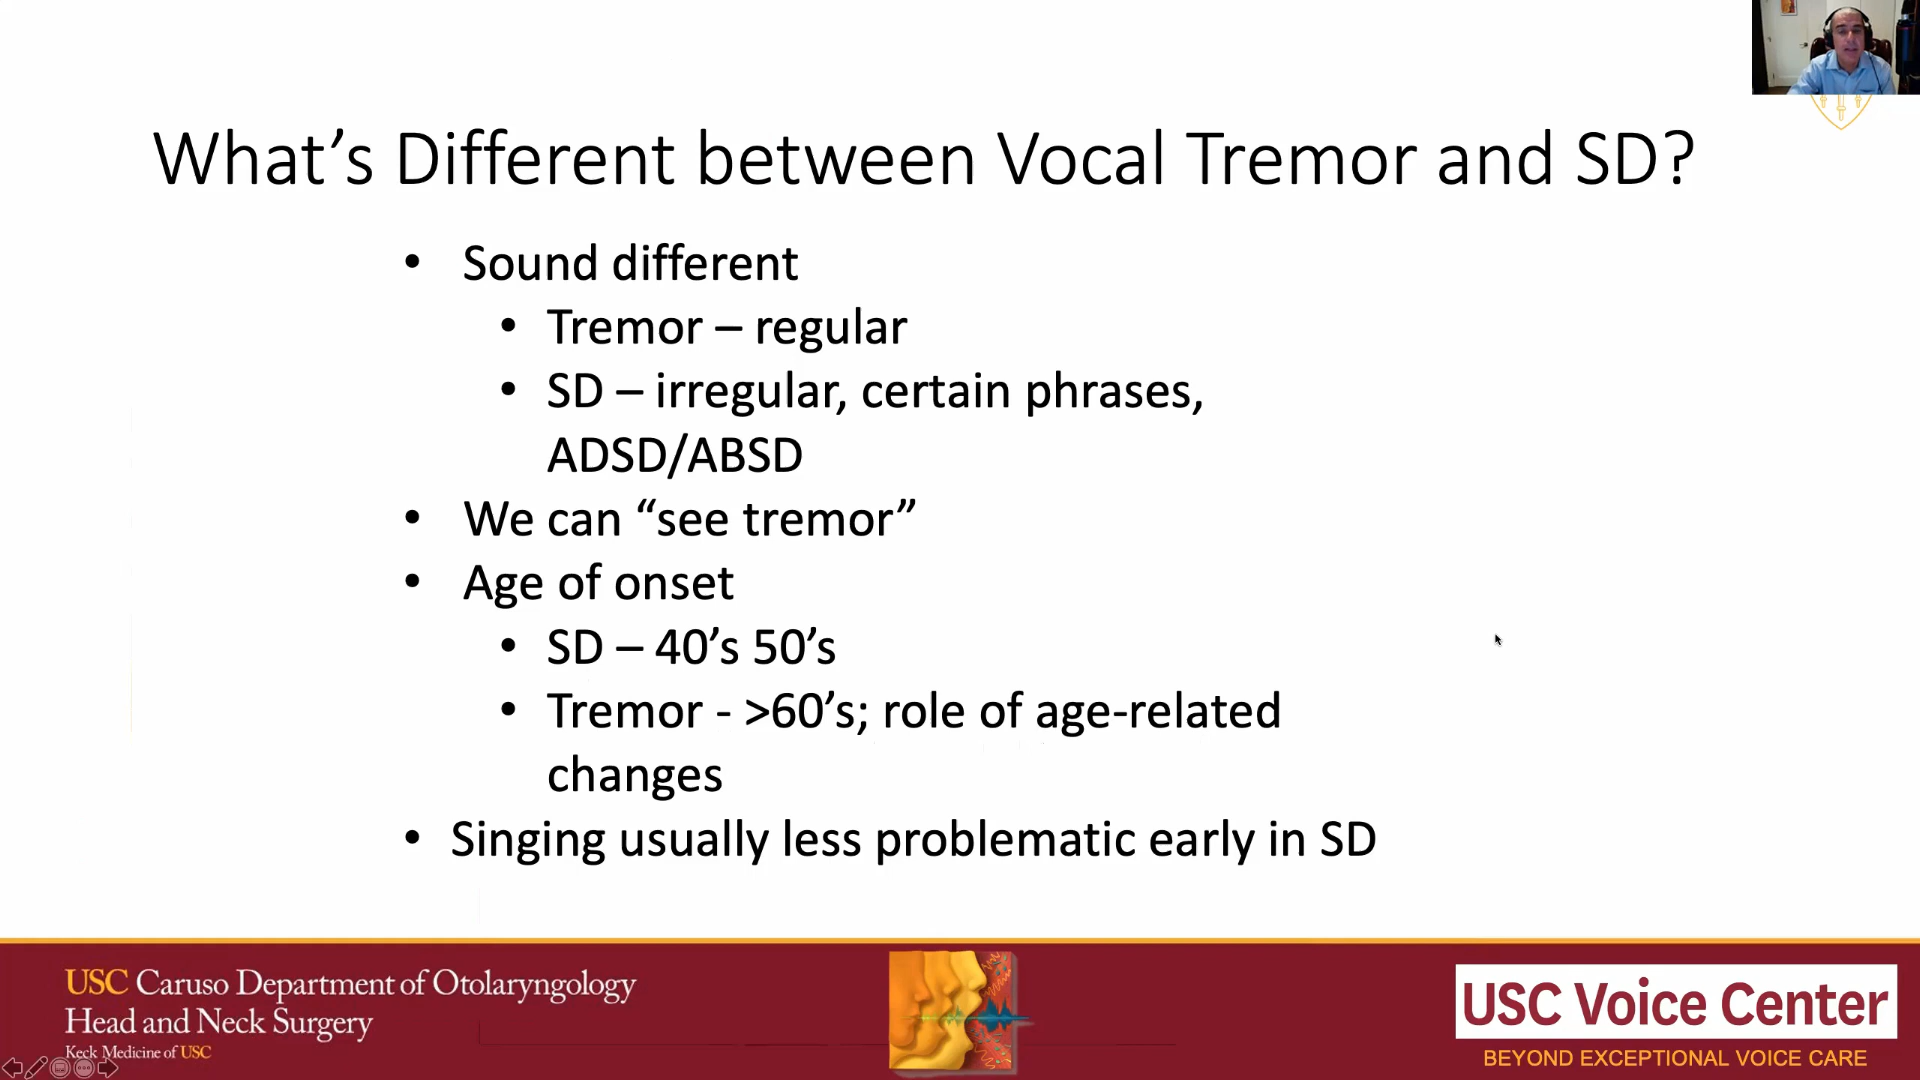 What’s Different between Vocal Tremor and SD?
• Sound different
• Tremor – regular
• SD – irregular, certain phrases,
ADSD/ABSD
• We can “see tremor”
• Age of onset
• SD – 40’s 50’s
• Tremor - >60’s; role of age-related
changes
• Singing usually less problematic early in SD
USC Caruso Department of Otolaryngology
Head and Neck Surgery
Keck Medicine of USC
USC Voice Center
BEYOND EXCEPTIONAL VOICE CARE